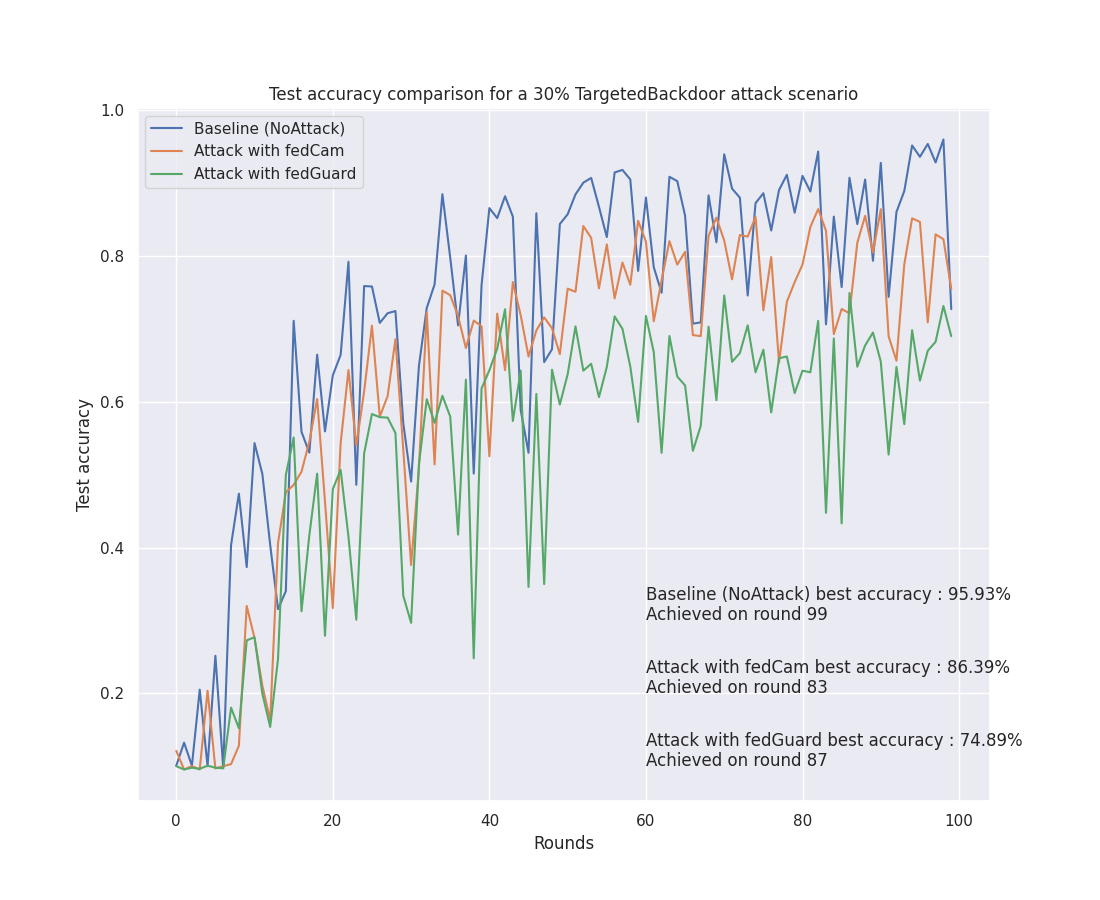 Test accuracy comparison for a 30% TargetedBackdoor attack scenario
1.0
Baseline (NoAttack)
Attack with fedCam
Attack with fedGuard
0.8
0.6
Test accuracy
0.4
Baseline (NoAttack) best accuracy : 95.93%
Achieved on round 99
Attack with fedCam best accuracy : 86.39%
Achieved on round 83
0.2
Attack with fedGuard best accuracy : 74.89%
Achieved on round 87
0 20 40 60 80 100
Rounds